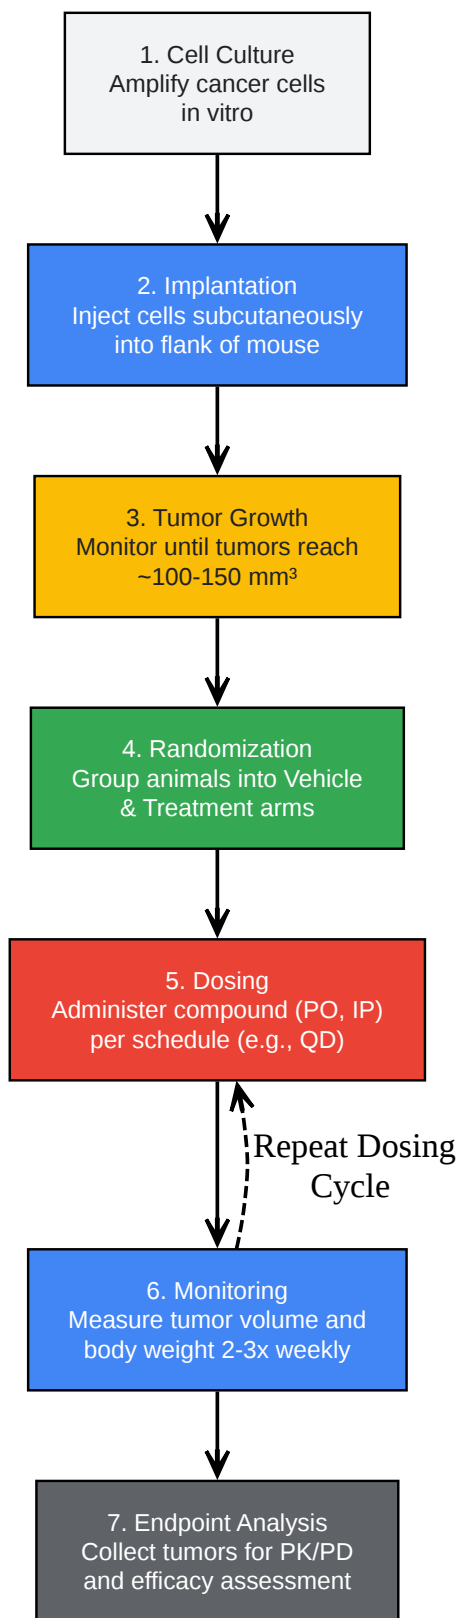 1. Cell Culture
Amplify cancer cells
in vitro
2. Implantation
Inject cells subcutaneously
into flank of mouse
3. Tumor Growth
Monitor until tumors reach
~100-150 mm³
4. Randomization
Group animals into Vehicle
& Treatment arms
5. Dosing
Administer compound (PO, IP)
per schedule (e.g., QD)
Repeat Dosing
Cycle
6. Monitoring
Measure tumor volume and
body weight 2-3x weekly
7. Endpoint Analysis
Collect tumors for PK/PD
and efficacy assessment